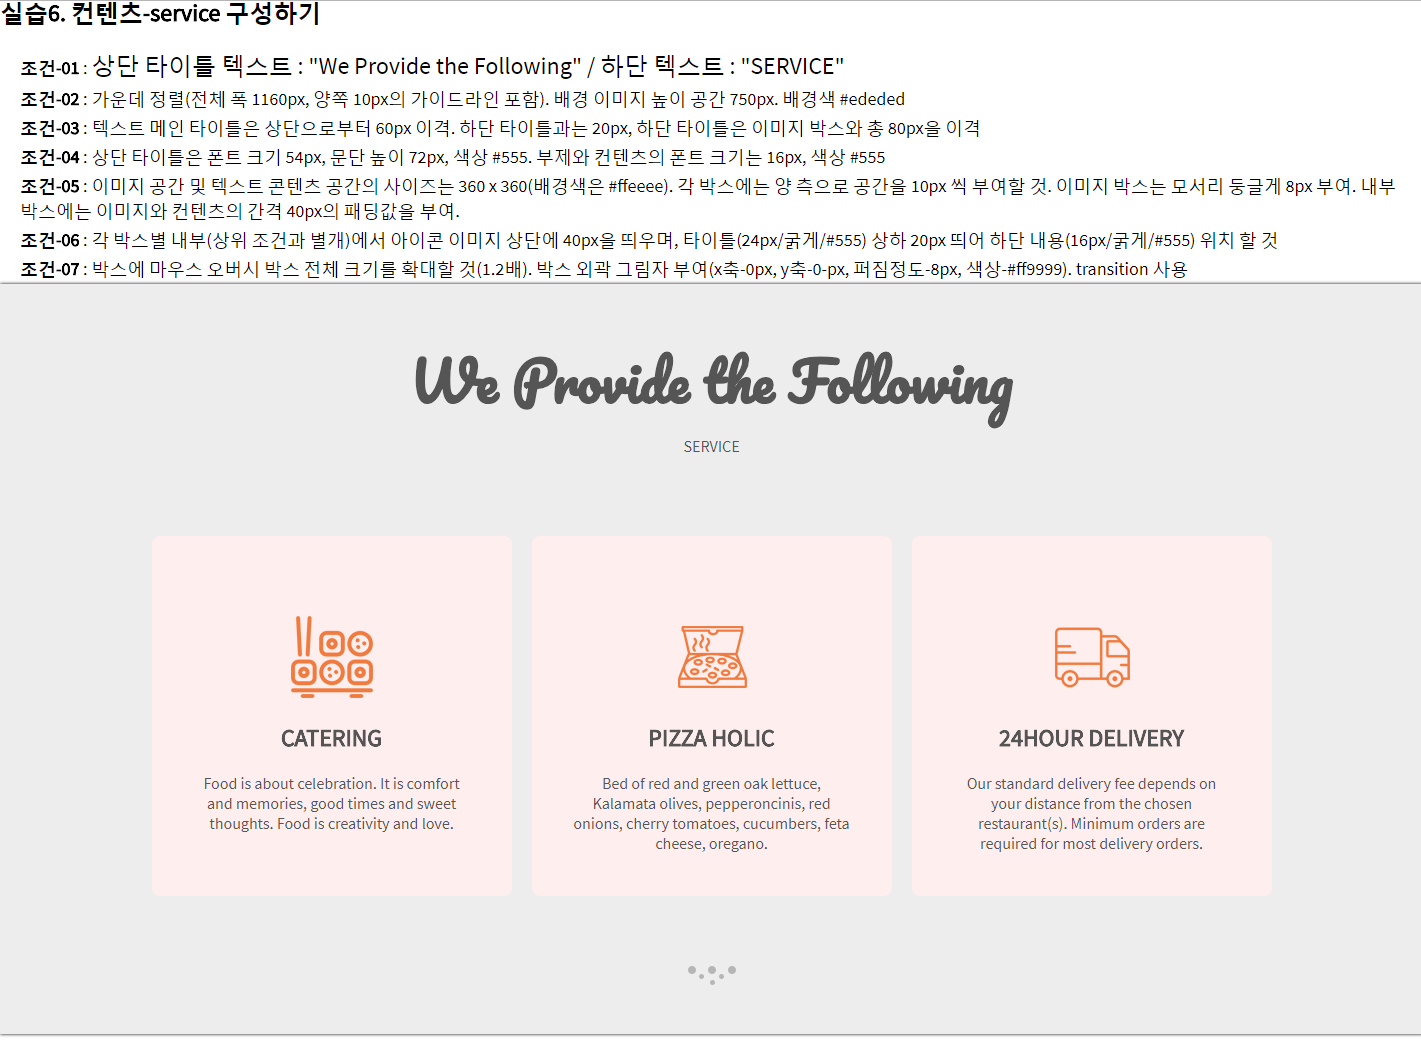 실습6. 컨텐츠-service 구성하기
조건-01 : 상단 타이틀 텍스트 : "We Provide the Following" / 하단 텍스트 : "SERVICE"
조건-02 : 가운데 정렬(전체 폭 1160px, 양쪽 10px의 가이드라인 포함). 배경 이미지 높이 공간 750px. 배경색 #ededed
조건-03 : 텍스트 메인 타이틀은 상단으로부터 60px 이격. 하단 타이틀과는 20px, 하단 타이틀은 이미지 박스와 총 80px을 이격
조건-04 : 상단 타이틀은 폰트 크기 54px, 문단 높이 72px, 색상 #555. 부제와 컨텐츠의 폰트 크기는 16px, 색상 #555
조건-05 : 이미지 공간 및 텍스트 콘텐츠 공간의 사이즈는 360 x 360(배경색은 #ffeeee). 각 박스에는 양 측으로 공간을 10px 씩 부여할 것. 이미지 박스는 모서리 둥글게 8px 부여. 내부
박스에는 이미지와 컨텐츠의 간격 40px의 패딩값을 부여.
조건-06 : 각 박스별 내부(상위 조건과 별개)에서 아이콘 이미지 상단에 40px을 띄우며, 타이틀(24px/굵게/#555) 상하 20px 띄어 하단 내용(16px/굵게/#555) 위치 할 것
조건-07 : 박스에 마우스 오버시 박스 전체 크기를 확대할 것(1.2배). 박스 외곽 그림자 부여(x축-0px, y축-0-px, 퍼짐정도-8px, 색상-#ff9999). transition 사용
We Provide the Following
SERVICE
CATERING
Food is about celebration. It is comfort
and memories, good times and sweet
thoughts. Food is creativity and love.
PIZZA HOLIC
Bed of red and green oak lettuce,
Kalamata olives, pepperoncinis, red
onions, cherry tomatoes, cucumbers, feta
cheese, oregano.
24HOUR DELIVERY
Our standard delivery fee depends on
your distance from the chosen
restaurant(s). Minimum orders are
required for most delivery orders.